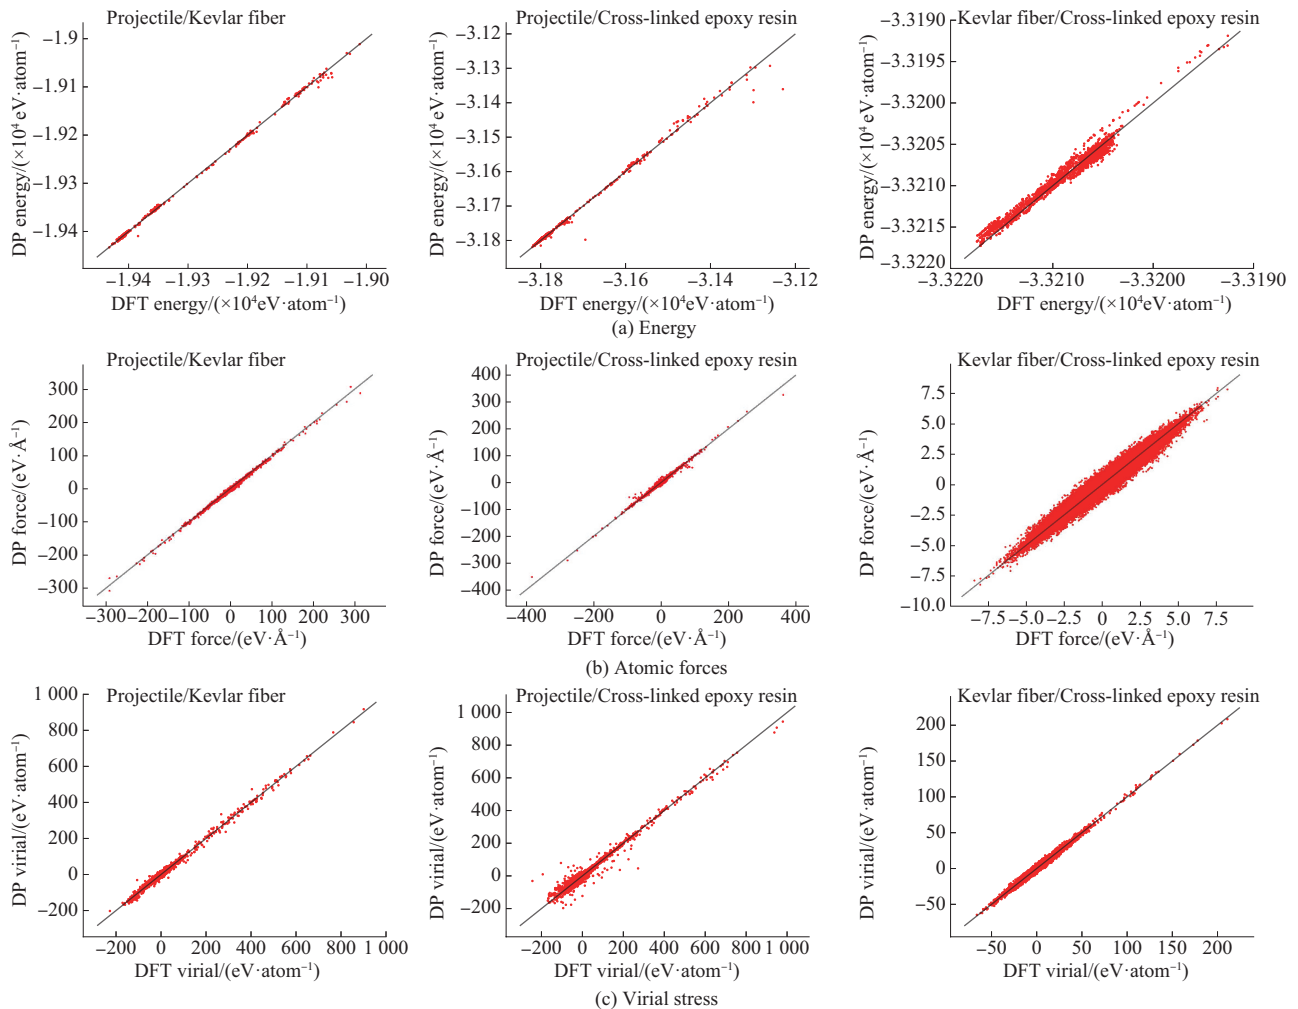 Projectile/Kevlar fiber
−1.9
−1.91
−1.92
−1.93
−1.94
DP energy/(×10⁴ eV·atom⁻¹)
−1.94 −1.93 −1.92 −1.91 −1.90
DFT energy/(×10⁴eV·atom⁻¹)
Projectile/Cross-linked epoxy resin
−3.12
−3.13
−3.14
−3.15
−3.16
−3.17
−3.18
DP energy/(×10⁴ eV·atom⁻¹)
−3.18 −3.16 −3.14 −3.12
DFT energy/(×10⁴eV·atom⁻¹)
Kevlar fiber/Cross-linked epoxy resin
−3.3190
−3.3195
−3.3200
−3.3205
−3.3210
−3.3215
−3.3220
DP energy/(×10⁴ eV·atom⁻¹)
−3.322 −3.321 −3.320 −3.319
DFT energy/(×10⁴ eV·atom⁻¹)
(a) Energy
Projectile/Kevlar fiber
300
200
100
0
−100
−200
−300
DP force/(eV·Å⁻¹)
−300 −200 −100 0 100 200 300
DFT force/(eV·Å⁻¹)
Projectile/Cross-linked epoxy resin
400
300
200
100
0
−100
−200
−300
−400
DP force/(eV·Å⁻¹)
−400 −200 0 200 400
DFT force/(eV·Å⁻¹)
Kevlar fiber/Cross-linked epoxy resin
7.5
5.0
2.5
0
−2.5
−5.0
−7.5
−10.0
DP force/(eV·Å⁻¹)
−7.5 −5.0 −2.5 0 2.5 5.0 7.5
DFT force/(eV·Å⁻¹)
(b) Atomic forces
Projectile/Kevlar fiber
1 000
800
600
400
200
0
−200
DP virial/(eV·atom⁻¹)
−200 0 200 400 600 800 1 000
DFT virial/(eV·atom⁻¹)
Projectile/Cross-linked epoxy resin
1 000
800
600
400
200
0
−200
DP virial/(eV·atom⁻¹)
−200 0 200 400 600 800 1 000
DFT virial/(eV·atom⁻¹)
Kevlar fiber/Cross-linked epoxy resin
200
150
100
50
0
−50
DP virial/(eV·atom⁻¹)
−50 0 50 100 150 200
DFT virial/(eV·atom⁻¹)
(c) Virial stress